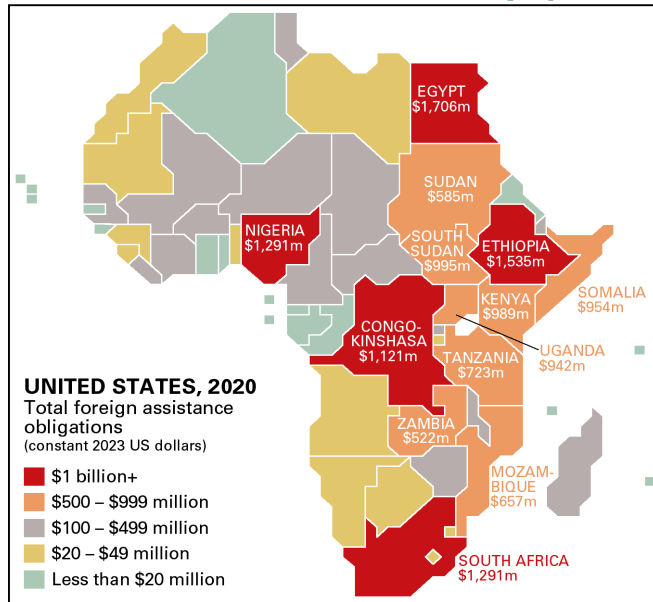 EGYPT
$1,706m
SUDAN
$585m
SOUTH
SUDAN
$995m
NIGERIA
$1,291m
ETHIOPIA
$1,535m
KENYA
$989m
SOMALIA
$954m
CONGO-
KINSHASA
$1,121m
UGANDA
$942m
TANZANIA
$723m
ZAMBIA
$522m
MOZAM-
BIQUE
$657m
SOUTH AFRICA
$1,291m
UNITED STATES, 2020
Total foreign assistance
obligations
(constant 2023 US dollars)
$1 billion+
$500 – $999 million
$100 – $499 million
$20 – $49 million
Less than $20 million